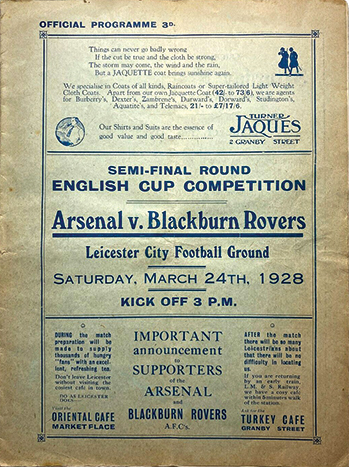 OFFICIAL PROGRAMME 3D.
Things can never go badly wrong
If the cut be true and the cloth be strong,
The storm may come, the wind and the rain,
But a JAQUETTE coat brings sunshine again.
We specialise in Coats of all kinds, Raincoats or Super-tailored Light Weight
Cloth Coats. Apart from our own Jacquette Coat (42/- to 73/6), we are agents
for Burberry's, Dexter's, Zambrene's, Durward's, Dorward's, Studington's,
Aquatite's, and Telemacs, 21/- to £7/17/6.
Our Shirts and Suits are the essence of
good value and good taste
TURNER
JAQUES
2 GRANBY STREET
SEMI-FINAL ROUND
ENGLISH CUP COMPETITION
Arsenal v. Blackburn Rovers
Leicester City Football Ground
SATURDAY, MARCH 24TH, 1928
KICK OFF 3 P.M.
DURING the match
preparation will be
made to supply
thousands of hungry
"fans" with an excel-
lent, refreshing tea.
Don't leave Leicester
without visiting the
cosiest cafe in town.
DO AS LEICESTER
DOES—
Visit the
ORIENTAL CAFE
MARKET PLACE
IMPORTANT
announcement
to
SUPPORTERS
of the
ARSENAL
and
BLACKBURN ROVERS
A.F.C's.
AFTER the match
there will be so many
Leicestrians about
that there will be no
difficulty in locating
us.
If you are returning
by an early train,
L.M. & S. Railway,
we have a cosy cafe
within 5 minutes walk
of the station.
Ask for the
TURKEY CAFE
GRANBY STREET